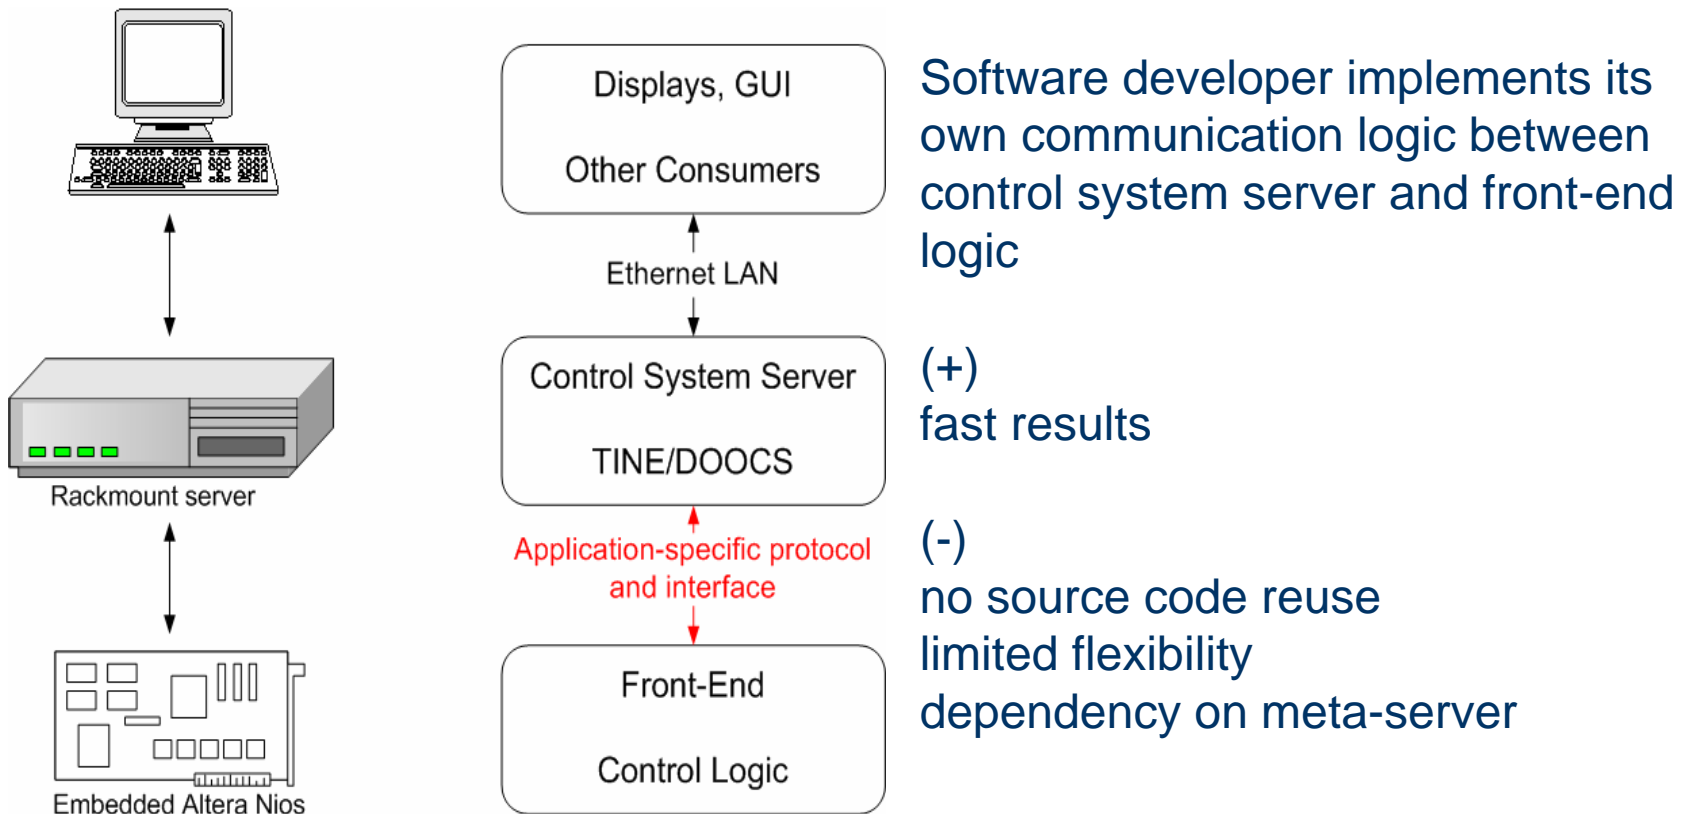 Rackmount server
Embedded Altera Nios
Displays, GUI
Other Consumers
Ethernet LAN
Control System Server
TINE/DOOCS
Application-specific protocol
and interface
Front-End
Control Logic
Software developer implements its
own communication logic between
control system server and front-end
logic
(+)
fast results
(-)
no source code reuse
limited flexibility
dependency on meta-server